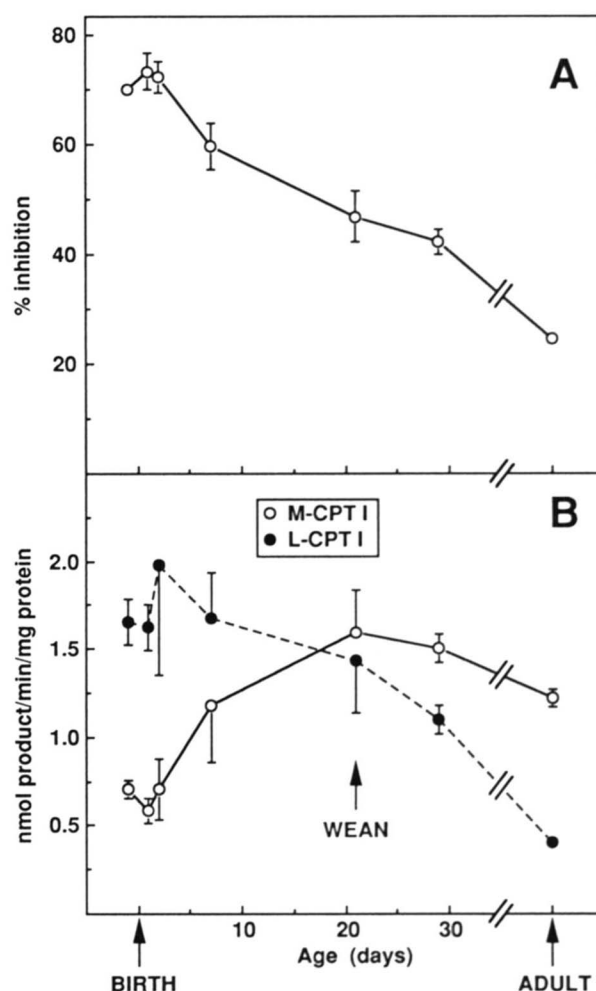 A
80
60
40
20
% inhibition
B
M-CPT I
L-CPT I
2.0
1.5
1.0
0.5
nmol product/min/mg protein
WEAN
10
20
30
Age (days)
BIRTH
ADULT